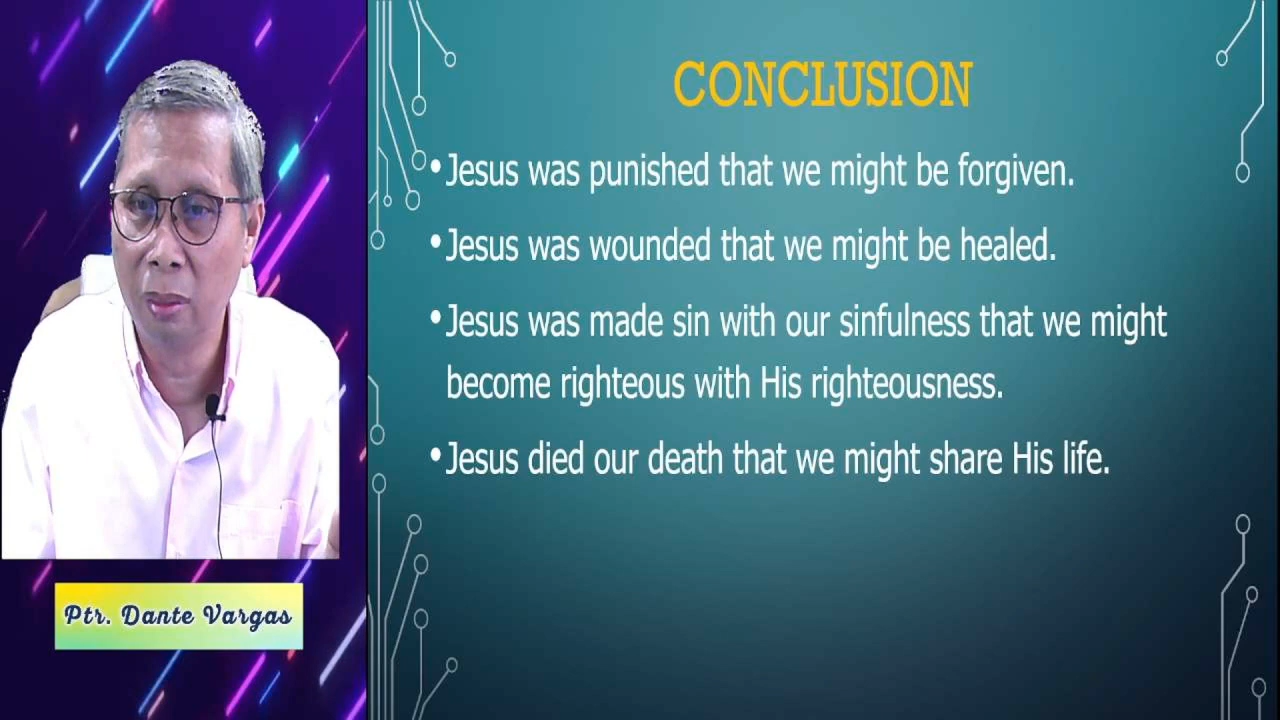 CONCLUSION
• Jesus was punished that we might be forgiven.
• Jesus was wounded that we might be healed.
• Jesus was made sin with our sinfulness that we might
become righteous with His righteousness.
• Jesus died our death that we might share His life.
Ptr. Dante Vargas